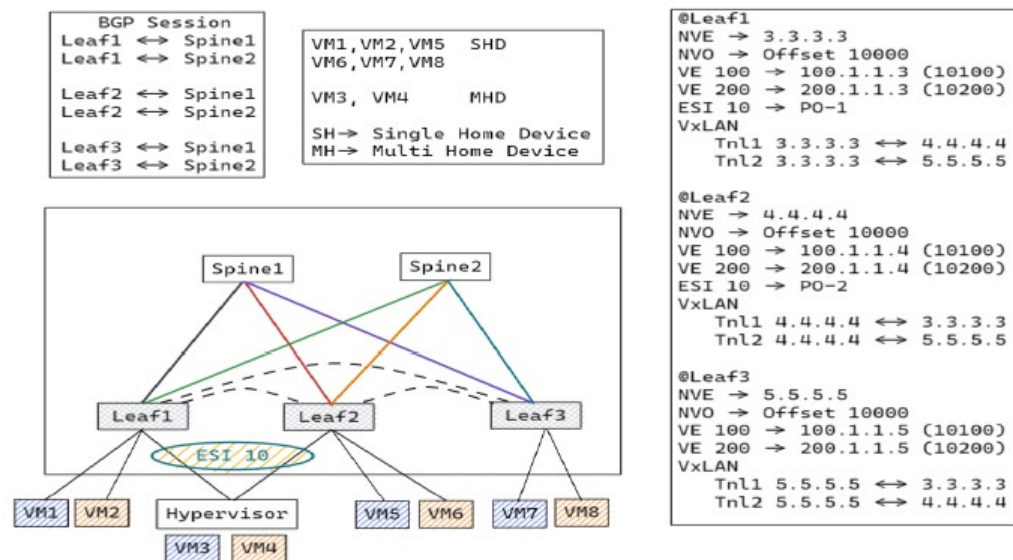 BGP Session
Leaf1 <-> Spine1
Leaf1 <-> Spine2
Leaf2 <-> Spine1
Leaf2 <-> Spine2
Leaf3 <-> Spine1
Leaf3 <-> Spine2
VM1,VM2,VM5 SHD
VM6,VM7,VM8
VM3, VM4 MHD
SH→ Single Home Device
MH→ Multi Home Device
Spine1 Spine2
Leaf1 Leaf2 Leaf3
ESI 10
VM1 VM2 Hypervisor VM5 VM6 VM7 VM8
VM3 VM4
@Leaf1
NVE → 3.3.3.3
NVO → Offset 10000
VE 100 → 100.1.1.3 (10100)
VE 200 → 200.1.1.3 (10200)
ESI 10 → PO-1
VxLAN
Tnl1 3.3.3.3 <-> 4.4.4.4
Tnl2 3.3.3.3 <-> 5.5.5.5
@Leaf2
NVE → 4.4.4.4
NVO → Offset 10000
VE 100 → 100.1.1.4 (10100)
VE 200 → 200.1.1.4 (10200)
ESI 10 → PO-2
VxLAN
Tnl1 4.4.4.4 <-> 3.3.3.3
Tnl2 4.4.4.4 <-> 5.5.5.5
@Leaf3
NVE → 5.5.5.5
NVO → Offset 10000
VE 100 → 100.1.1.5 (10100)
VE 200 → 200.1.1.5 (10200)
VxLAN
Tnl1 5.5.5.5 <-> 3.3.3.3
Tnl2 5.5.5.5 <-> 4.4.4.4